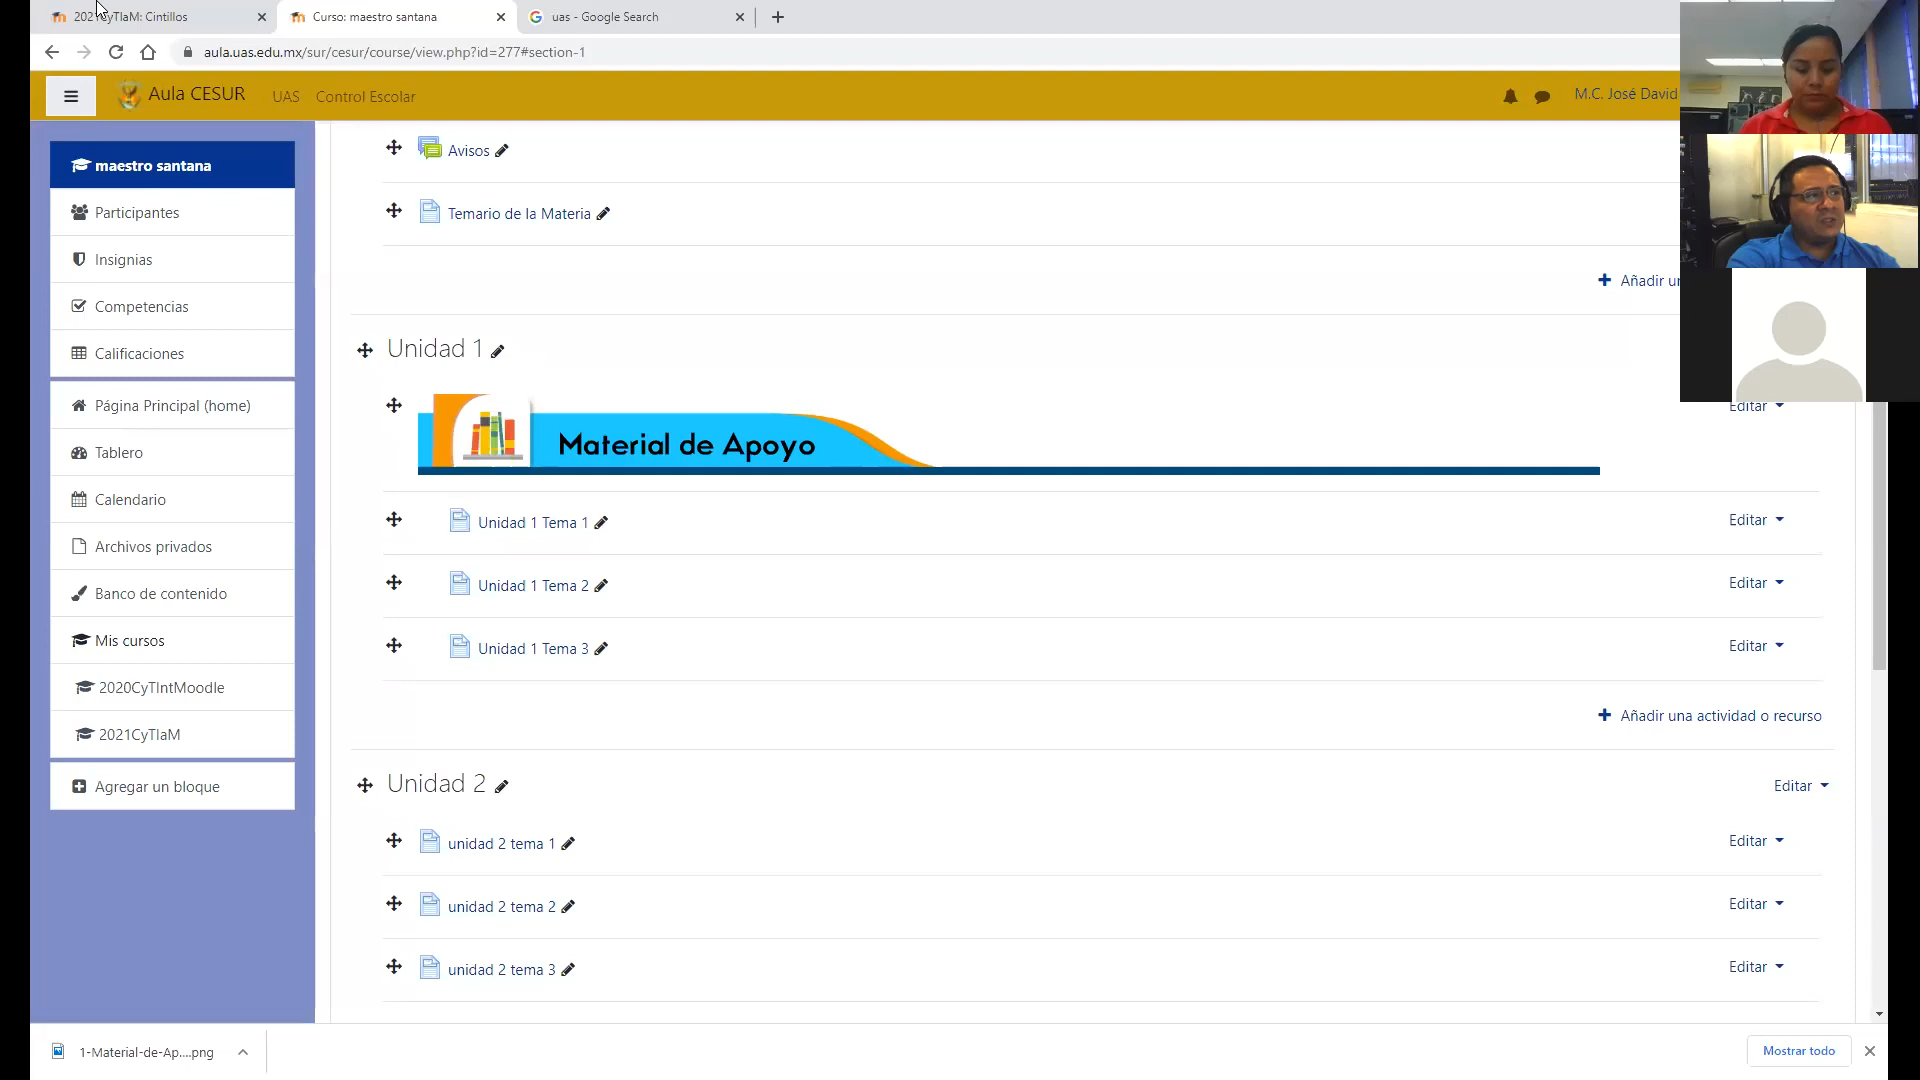 2021CyTIaM: Cintillos
Curso: maestro santana
uas - Google Search
aula.uas.edu.mx/sur/cesur/course/view.php?id=277#section-1
Aula CESUR
UAS
Control Escolar
M.C. José David
maestro santana
Participantes
Insignias
Competencias
Calificaciones
Página Principal (home)
Tablero
Calendario
Archivos privados
Banco de contenido
Mis cursos
2020CyTIntMoodle
2021CyTIaM
Agregar un bloque
Avisos
Temario de la Materia
Añadir un
Unidad 1
Editar
Material de Apoyo
Unidad 1 Tema 1
Editar
Unidad 1 Tema 2
Editar
Unidad 1 Tema 3
Editar
Añadir una actividad o recurso
Unidad 2
Editar
unidad 2 tema 1
Editar
unidad 2 tema 2
Editar
unidad 2 tema 3
Editar
1-Material-de-Ap....png
Mostrar todo